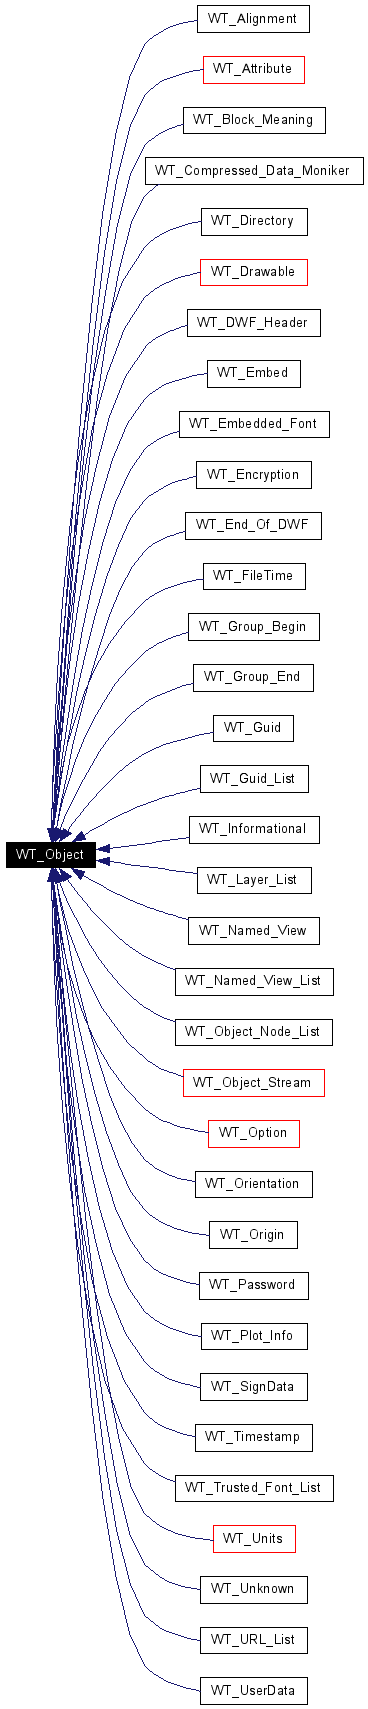 WT_Alignment
WT_Attribute
WT_Block_Meaning
WT_Compressed_Data_Moniker
WT_Directory
WT_Drawable
WT_DWF_Header
WT_Embed
WT_Embedded_Font
WT_Encryption
WT_End_Of_DWF
WT_FileTime
WT_Group_Begin
WT_Group_End
WT_Guid
WT_Guid_List
WT_Informational
WT_Object
WT_Layer_List
WT_Named_View
WT_Named_View_List
WT_Object_Node_List
WT_Object_Stream
WT_Option
WT_Orientation
WT_Origin
WT_Password
WT_Plot_Info
WT_SignData
WT_Timestamp
WT_Trusted_Font_List
WT_Units
WT_Unknown
WT_URL_List
WT_UserData